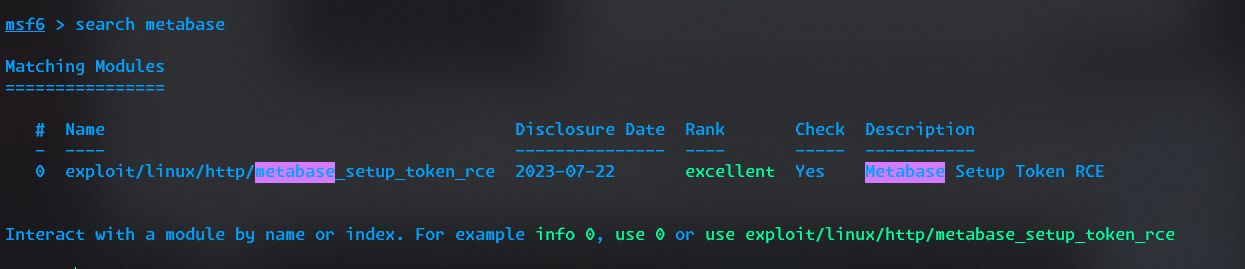 msf6 > search metabase
Matching Modules
================
# Name Disclosure Date Rank Check Description
- ---- --------------- ---- ----- -----------
0 exploit/linux/http/metabase_setup_token_rce 2023-07-22 excellent Yes Metabase Setup Token RCE
Interact with a module by name or index. For example info 0, use 0 or use exploit/linux/http/metabase_setup_token_rce